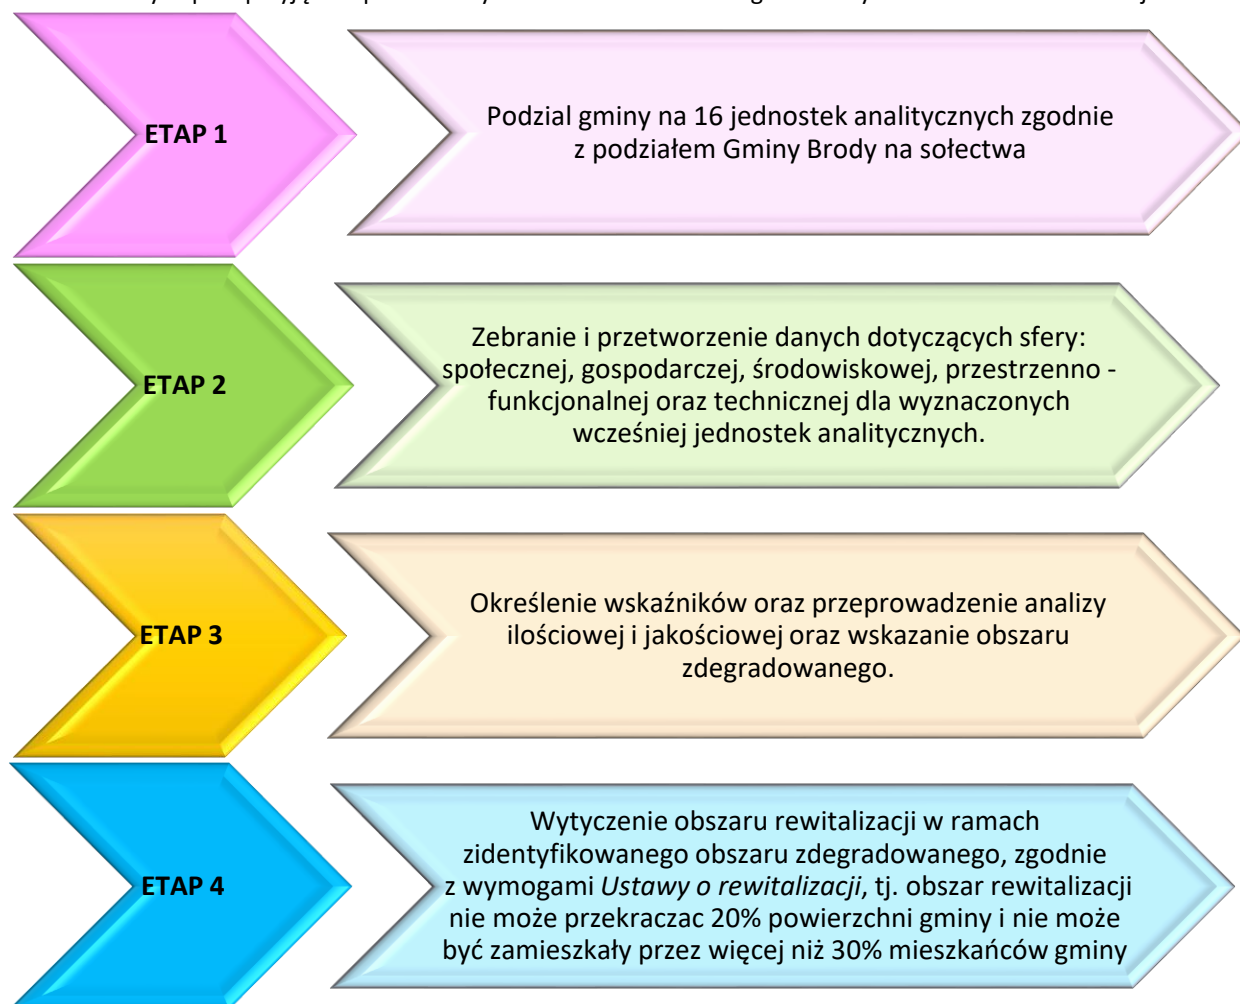 ETAP 1
Podzial gminy na 16 jednostek analitycznych zgodnie
z podziałem Gminy Brody na sołectwa
ETAP 2
Zebranie i przetworzenie danych dotyczących sfery:
społecznej, gospodarczej, środowiskowej, przestrzenno -
funkcjonalnej oraz technicznej dla wyznaczonych
wcześniej jednostek analitycznych.
ETAP 3
Określenie wskaźników oraz przeprowadzenie analizy
ilościowej i jakościowej oraz wskazanie obszaru
zdegradowanego.
ETAP 4
Wytyczenie obszaru rewitalizacji w ramach
zidentyfikowanego obszaru zdegradowanego, zgodnie
z wymogami Ustawy o rewitalizacji, tj. obszar rewitalizacji
nie może przekraczac 20% powierzchni gminy i nie może
być zamieszkały przez więcej niż 30% mieszkańców gminy